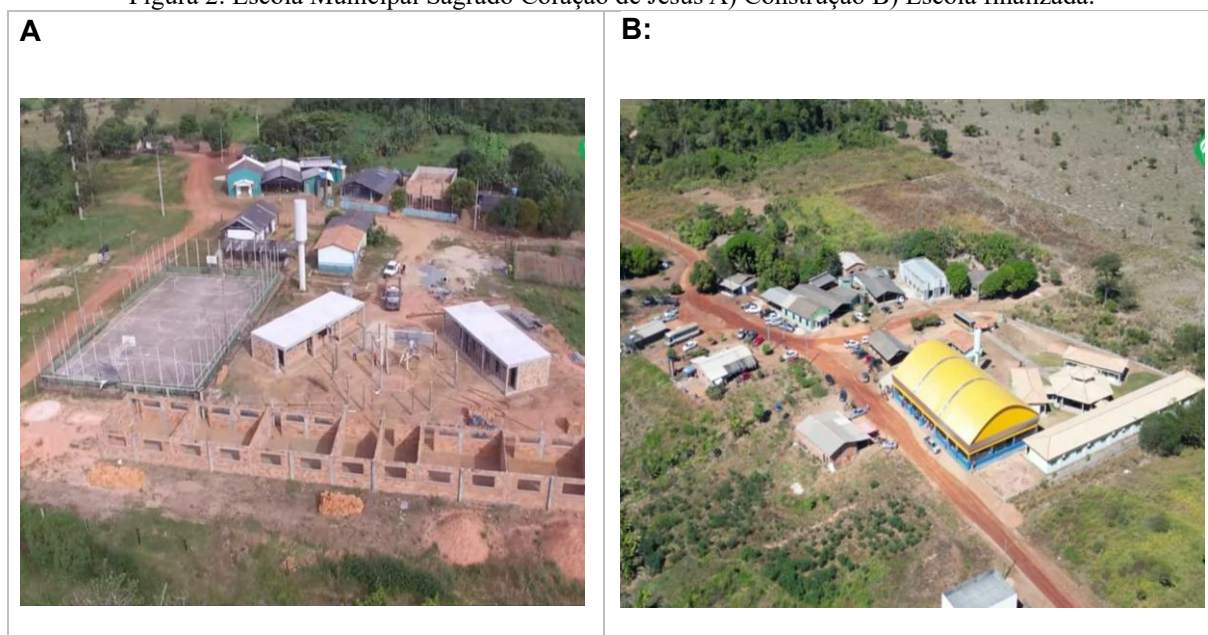 Figura 2: Escola Municipal Sagrado Coração de Jesus A) Construção B) Escola finalizada.
A
B: